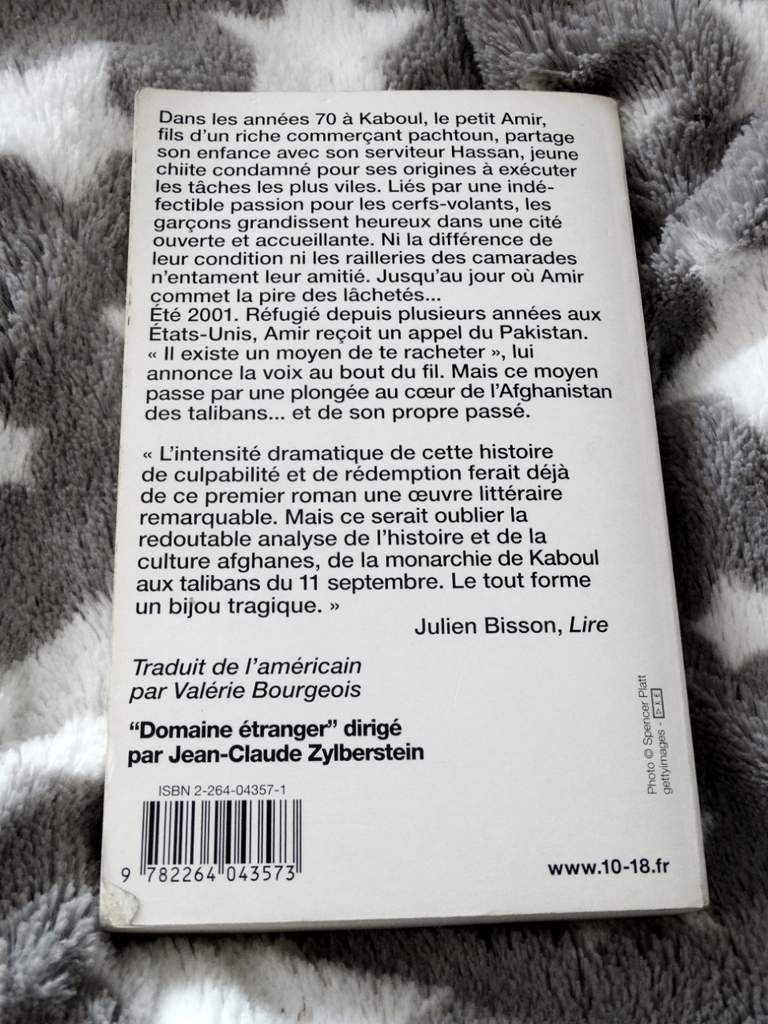 Dans les années 70 à Kaboul, le petit Amir,
fils d'un riche commerçant pachtoun, partage
son enfance avec son serviteur Hassan, jeune
chiite condamné pour ses origines à exécuter
les tâches les plus viles. Liés par une indé-
fectible passion pour les cerfs-volants, les
garçons grandissent heureux dans une cité
ouverte et accueillante. Ni la différence de
leur condition ni les railleries des camarades
n'entament leur amitié. Jusqu'au jour où Amir
commet la pire des lâchetés...
Été 2001. Réfugié depuis plusieurs années aux
États-Unis, Amir reçoit un appel du Pakistan.
« Il existe un moyen de te racheter », lui
annonce la voix au bout du fil. Mais ce moyen
passe par une plongée au cœur de l'Afghanistan
des talibans... et de son propre passé.
« L'intensité dramatique de cette histoire
de culpabilité et de rédemption ferait déjà
de ce premier roman une œuvre littéraire
remarquable. Mais ce serait oublier la
redoutable analyse de l'histoire et de la
culture afghanes, de la monarchie de Kaboul
aux talibans du 11 septembre. Le tout forme
un bijou tragique. »
Julien Bisson, Lire
Traduit de l'américain
par Valérie Bourgeois
“Domaine étranger” dirigé
par Jean-Claude Zylberstein
ISBN 2-264-04357-1
9 782264 043573
www.10-18.fr
Photo © Spencer Platt
gettyimages -